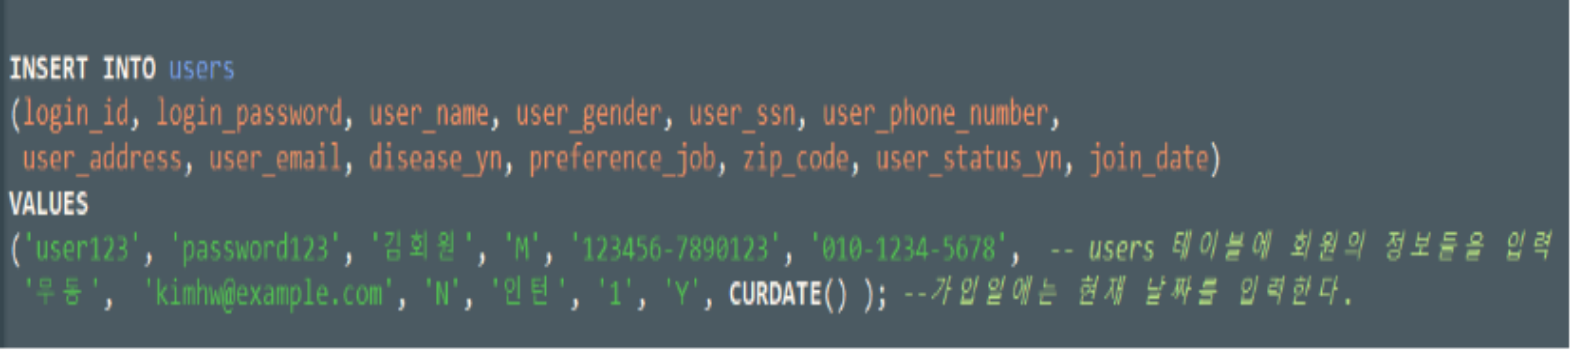 INSERT INTO users
(login_id, login_password, user_name, user_gender, user_ssn, user_phone_number,
user_address, user_email, disease_yn, preference_job, zip_code, user_status_yn, join_date)
VALUES
('user123', 'password123', '김회원', 'M', '123456-7890123', '010-1234-5678', -- users 테이블에 회원의 정보들을 입력
'무등', 'kimhw@example.com', 'N', '인턴', '1', 'Y', CURDATE() ); --가입일에는 현재 날짜를 입력한다.